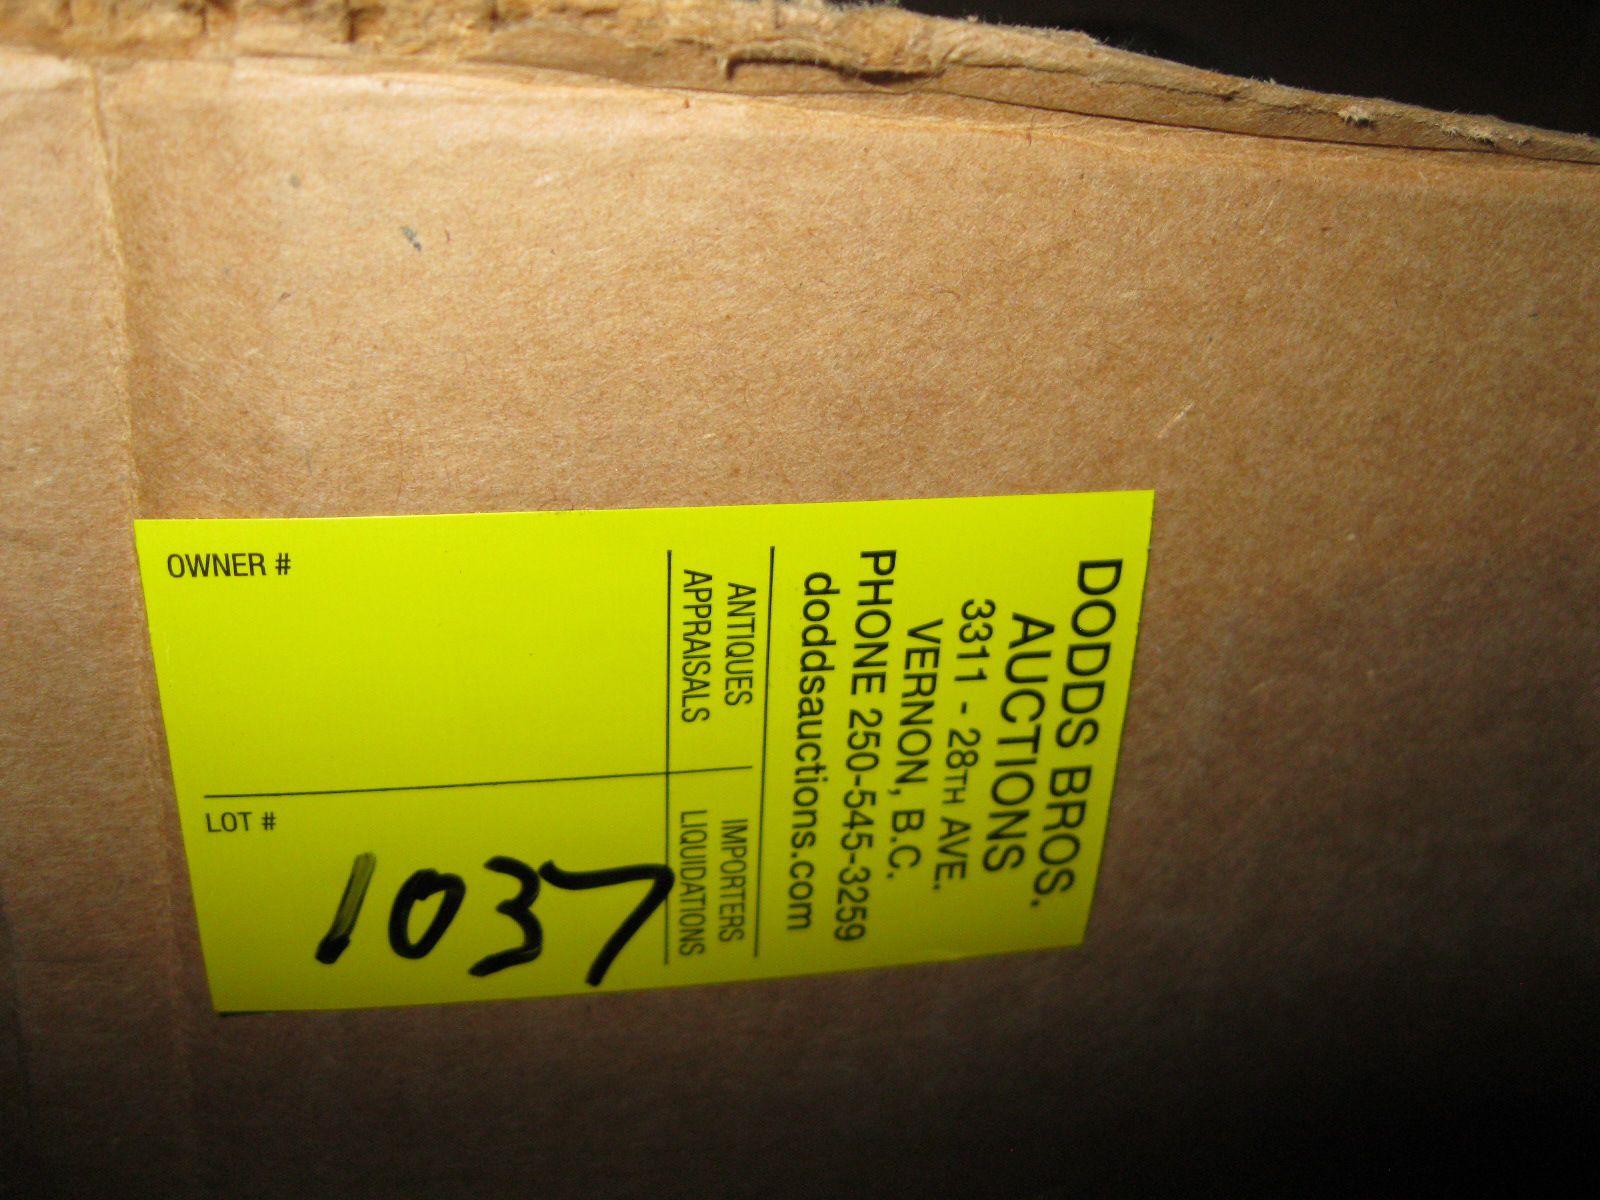 DODDS BROS.
AUCTIONS
3311 - 28TH AVE.
VERNON, B.C.
PHONE 250-545-3259
doddsauctions.com
ANTIQUES
APPRAISALS
IMPORTERS
LIQUIDATIONS
OWNER #
LOT #
1037